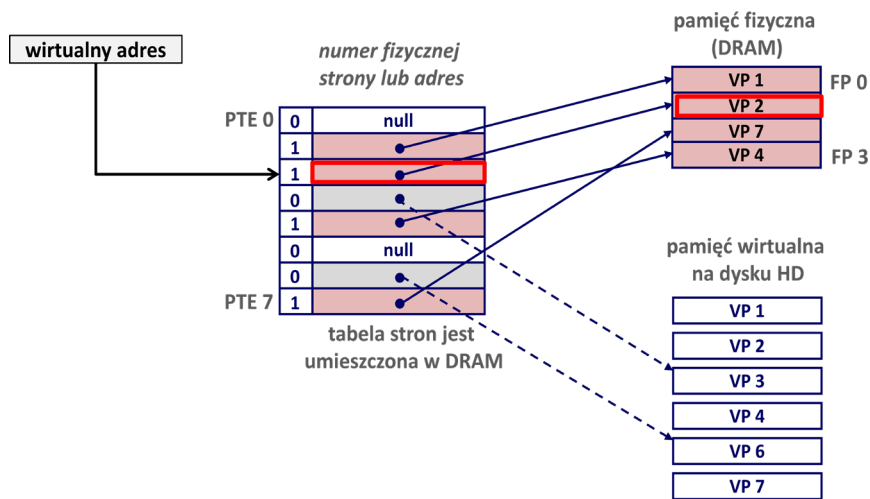 wirtualny adres
numer fizycznej
strony lub adres
PTE 0
0 null
1
1
0
1
0 null
0
PTE 7 1
tabela stron jest
umieszczona w DRAM
pamięć fizyczna
(DRAM)
VP 1 FP 0
VP 2
VP 7
VP 4 FP 3
pamięć wirtualna
na dysku HD
VP 1
VP 2
VP 3
VP 4
VP 6
VP 7